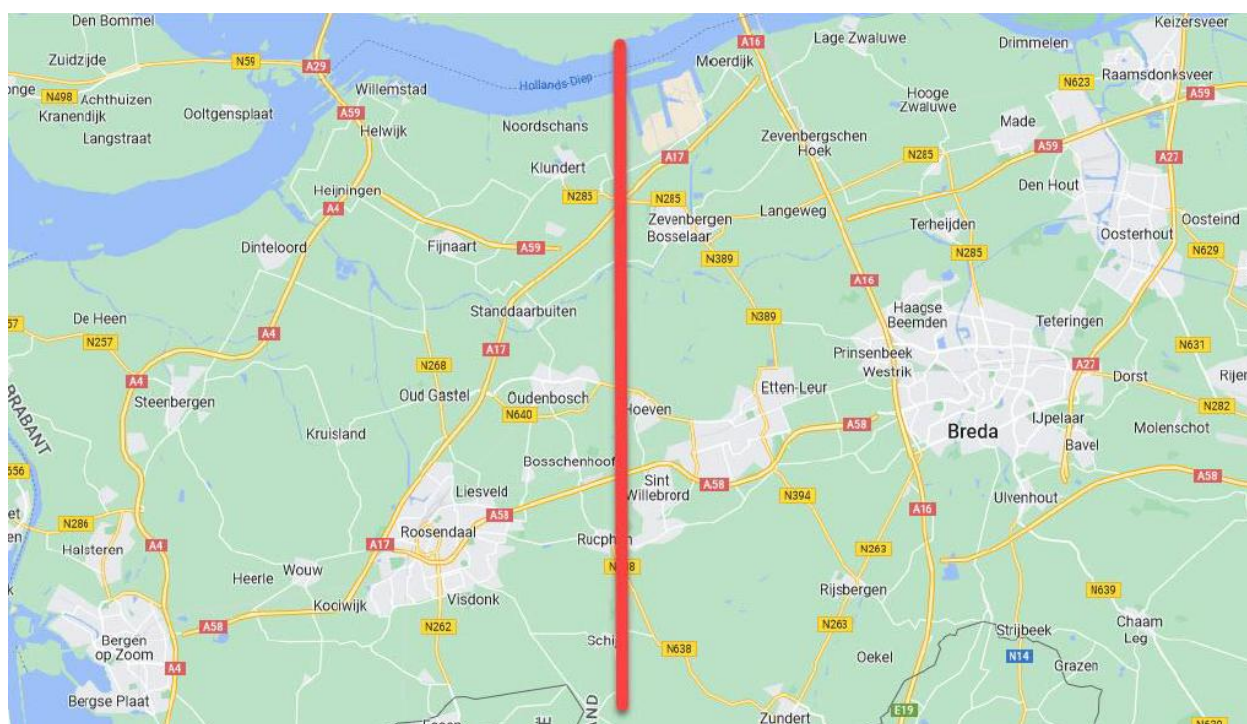 Den Bommel
Zuidzijde
N59
A29
N498
Achthuizen
Kranendijk
Langstraat
Ooltgensplaat
Willemstad
A59
Helwijk
Hollands-Diep
Noordschans
Klundert
N285
A16
Moerdijk
Lage Zwaluwe
Drimmelen
Keizersveer
N623
Raamsdonksveer
A59
Hooge
Zwaluwe
Made
Zevenbergschen
Hoek
A17
N285
A59
A27
Den Hout
Heijningen
A4
Dinteloord
Fijnaart
A59
N285
Zevenbergen
Bosselaar
Langeweg
Terheijden
N285
Oosterhout
Oosteind
N629
N389
A16
Standdaarbuiten
De Heen
N257
A4
A17
N268
N389
Haagse
Beemden
Teteringen
N631
Prinsenbeek
Westrik
A27
Dorst
A4
Steenbergen
Oud Gastel
Oudenbosch
N640
Hoeven
Etten-Leur
A58
Breda
IJpelaar
Bavel
N282
Molenschot
BRABANT
Kruisland
Bosschenhoof
Sint
Willebrord
A58
N394
Ulvenhout
A58
Liesveld
A58
Roosendaal
Rucphen
A16
N286
Halsteren
A4
A17
Heerle
Wouw
N263
Rijsbergen
N639
Kociwijk
Visdonk
A58
N262
Bergen
op Zoom
A4
Bergse Plaat
N638
N263
Oekel
Strijbeek
N14
Chaam
Leg
Grazen
Zundert
E19